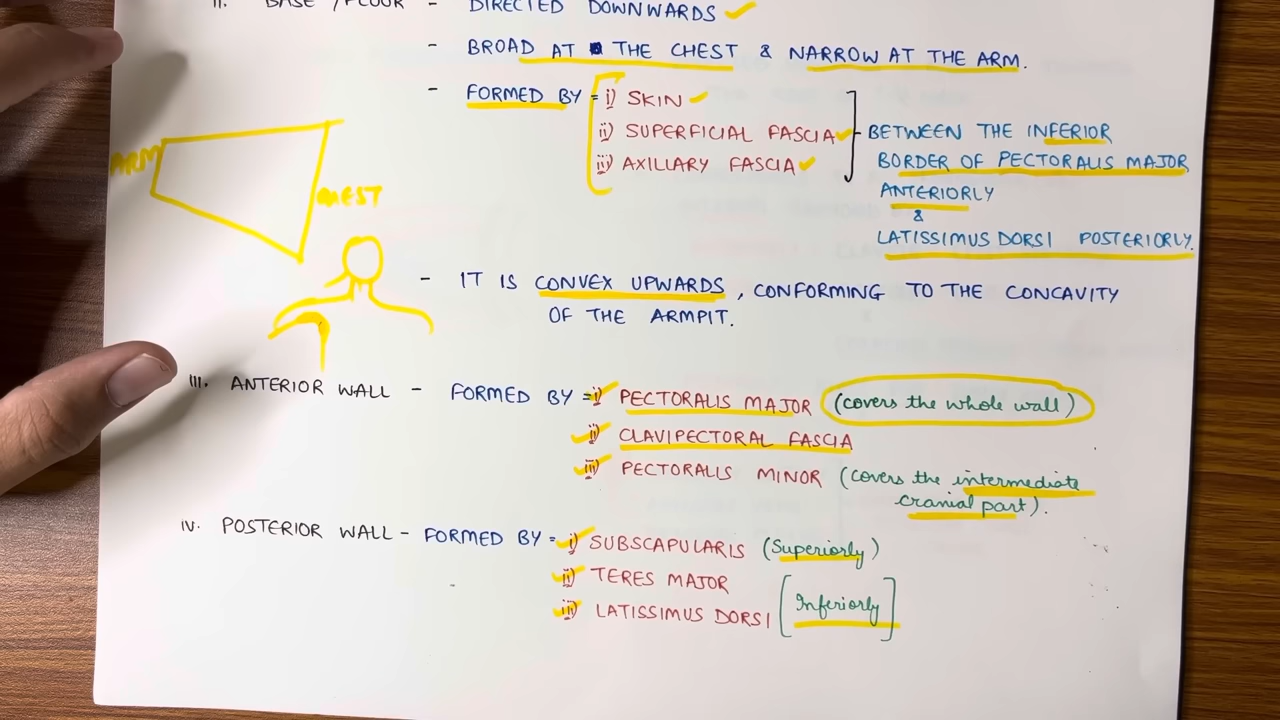 II. BASE / FLOOR - DIRECTED DOWNWARDS
- BROAD AT THE CHEST & NARROW AT THE ARM.
- FORMED BY = i) SKIN
ii) SUPERFICIAL FASCIA
iii) AXILLARY FASCIA
BETWEEN THE INFERIOR
BORDER OF PECTORALIS MAJOR
ANTERIORLY
&
LATISSIMUS DORSI POSTERIORLY.
ARM
- IT IS CONVEX UPWARDS, CONFORMING TO THE CONCAVITY
OF THE ARMPIT.
III. ANTERIOR WALL - FORMED BY = i) PECTORALIS MAJOR (covers the whole wall)
ii) CLAVIPECTORAL FASCIA
iii) PECTORALIS MINOR (covers the intermediate
cranial part).
IV. POSTERIOR WALL - FORMED BY = i) SUBSCAPULARIS (Superiorly)
ii) TERES MAJOR
iii) LATISSIMUS DORSI [Inferiorly]